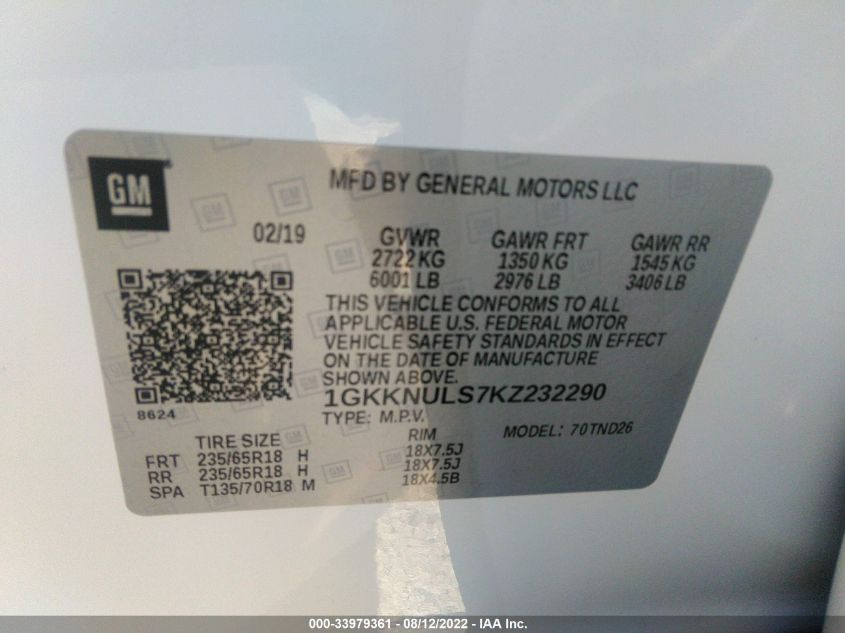 GM
MFD BY GENERAL MOTORS LLC
02/19 GVWR GAWR FRT GAWR RR
2722 KG 1350 KG 1545 KG
6001 LB 2976 LB 3406 LB
THIS VEHICLE CONFORMS TO ALL
APPLICABLE U.S. FEDERAL MOTOR
VEHICLE SAFETY STANDARDS IN EFFECT
ON THE DATE OF MANUFACTURE
SHOWN ABOVE.
1GKKNULS7KZ232290
8624
TYPE: M.P.V. MODEL: 70TND26
TIRE SIZE RIM
FRT 235/65R18 H 18X7.5J
RR 235/65R18 H 18X7.5J
SPA T135/70R18 M 18X4.5B
000-33979361 - 08/12/2022 - IAA Inc.